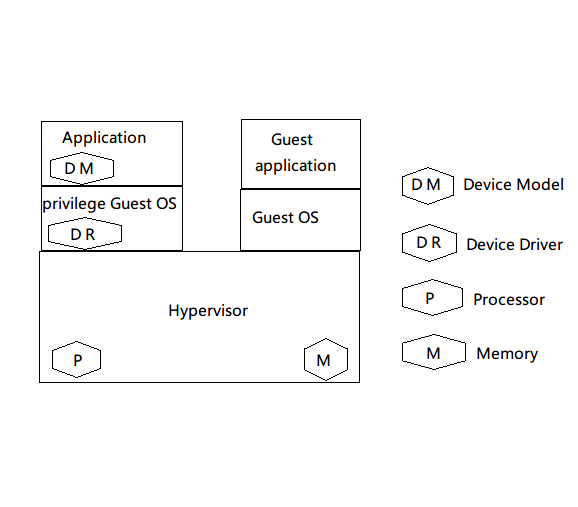 Application
D M
privilege Guest OS
D R
Guest
application
Guest OS
Hypervisor
P
M
D M Device Model
D R Device Driver
P Processor
M Memory